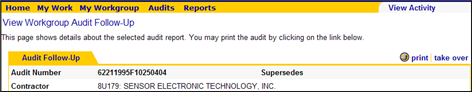 Home My Work My Workgroup Audits Reports View Activity
View Workgroup Audit Follow-Up
This page shows details about the selected audit report. You may print the audit by clicking on the link below.
Audit Follow-Up print | take over
Audit Number 62211995F10250404 Supersedes
Contractor 8U179: SENSOR ELECTRONIC TECHNOLOGY, INC.